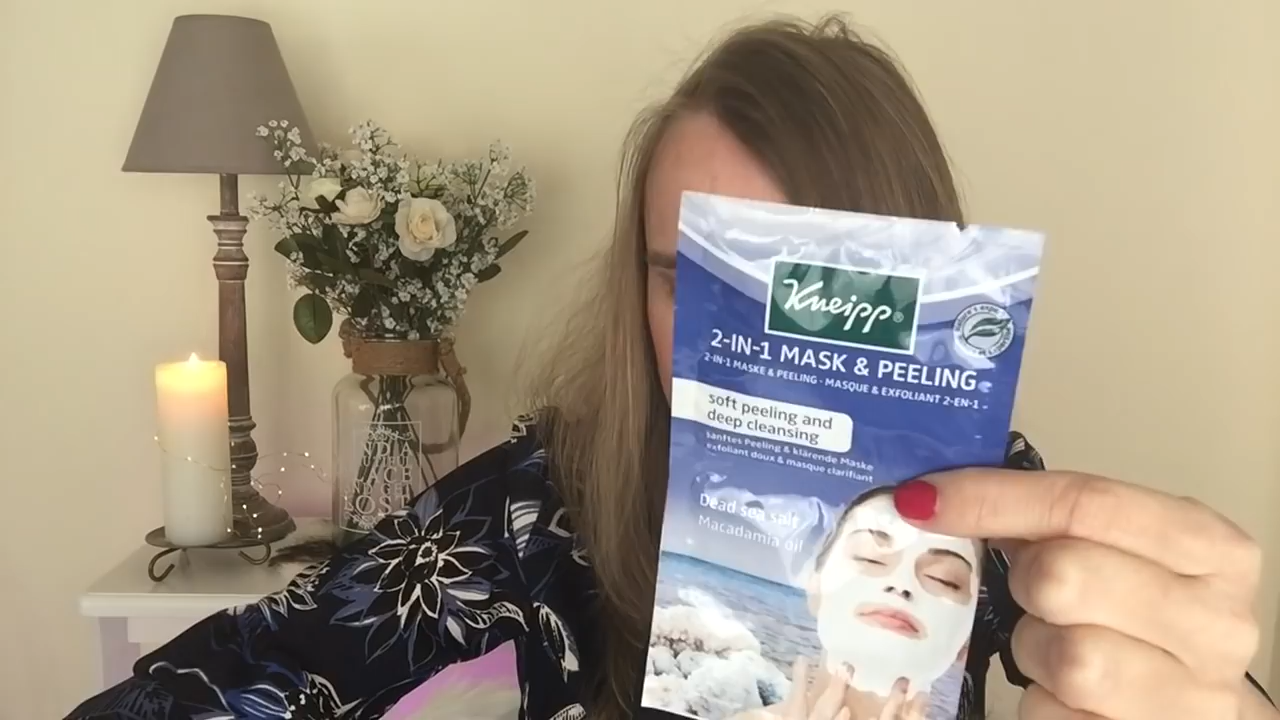 Kneipp®
2-IN-1 MASK & PEELING
2-IN-1 MASKE & PEELING - MASQUE & EXFOLIANT 2-EN-1 -
soft peeling and
deep cleansing
Sanftes Peeling & klärende Maske
exfoliant doux & masque clarifiant
Dead sea salt
Macadamia oil